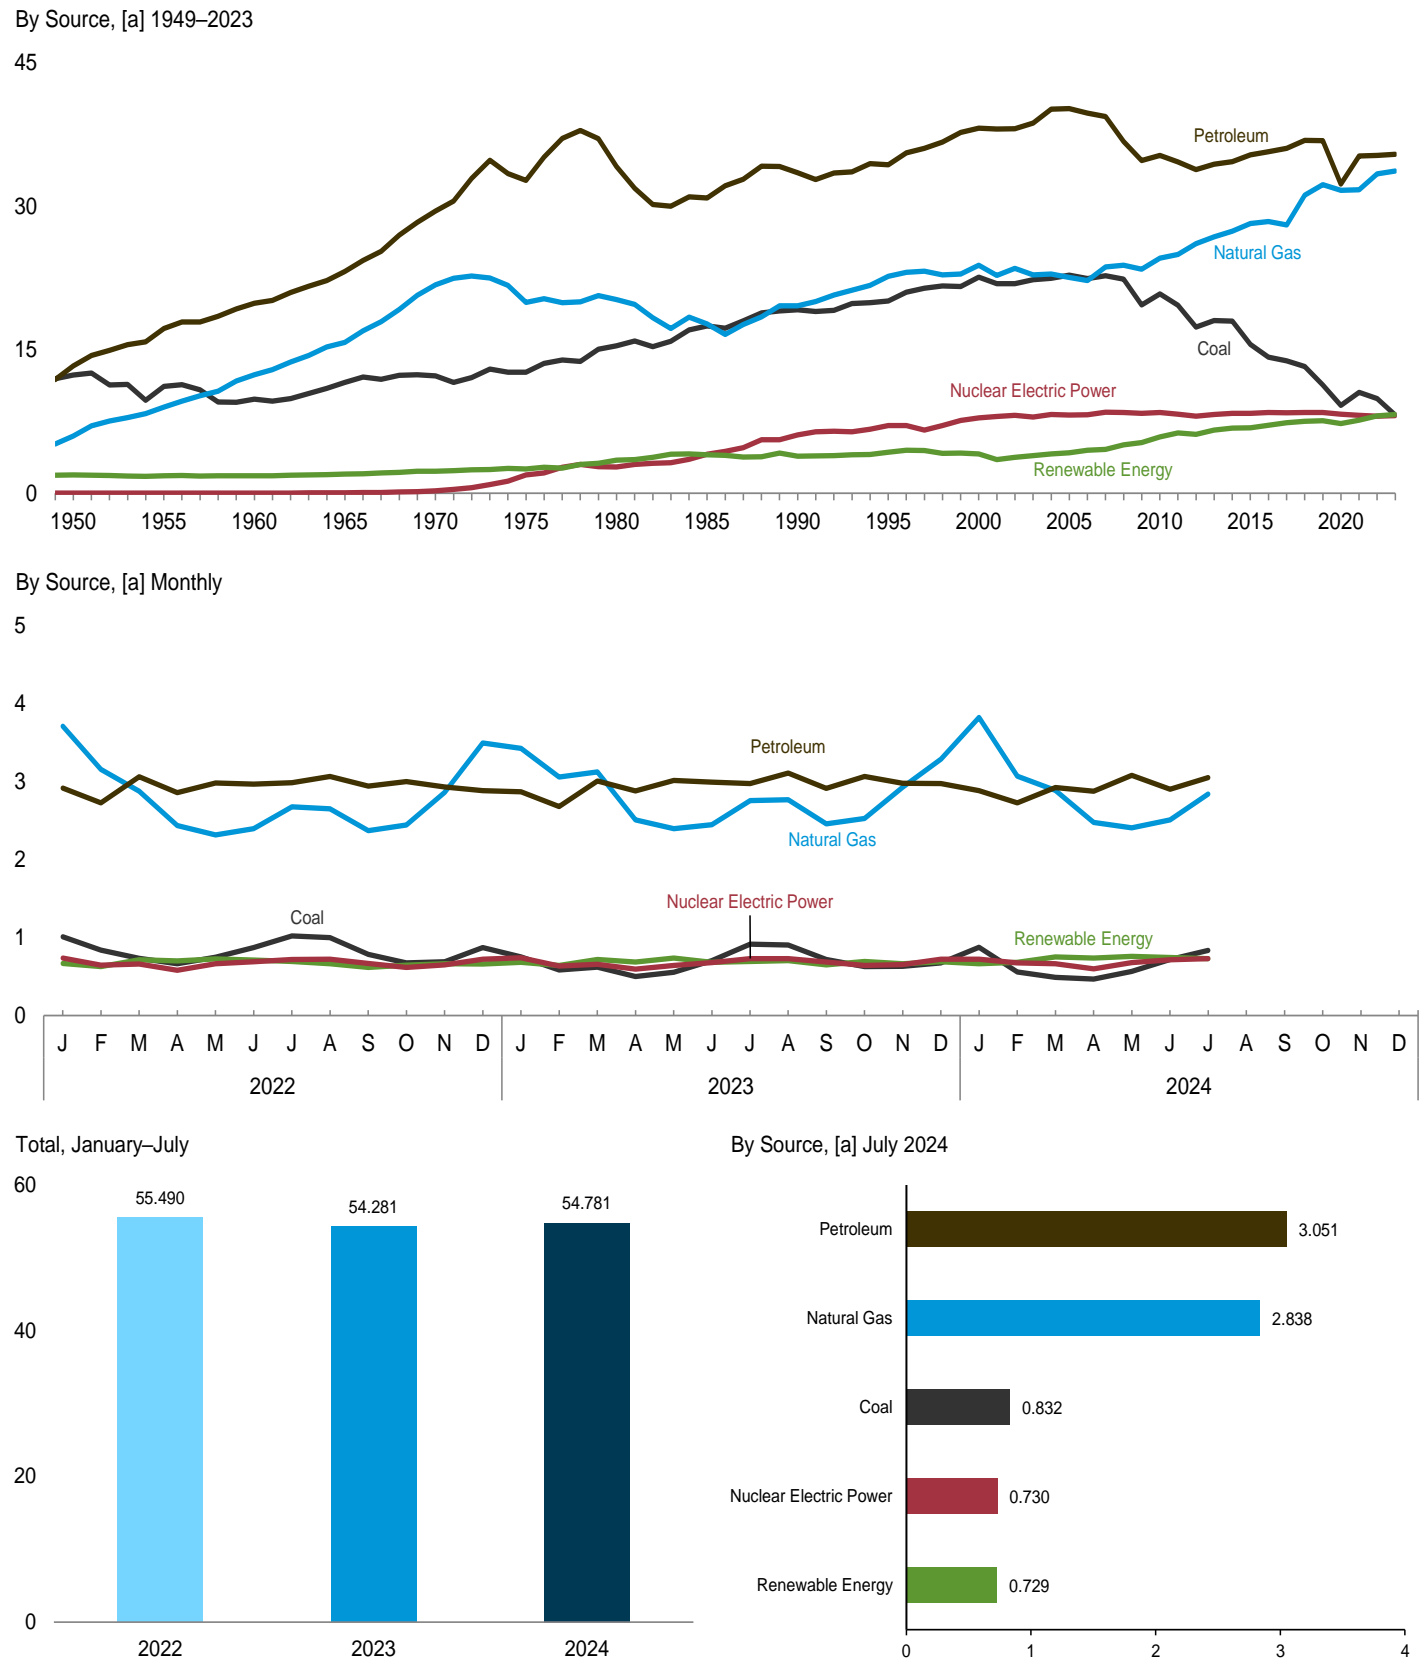 By Source, [a] 1949–2023
45
30
15
0
Petroleum
Natural Gas
Coal
Nuclear Electric Power
Renewable Energy
1950 1955 1960 1965 1970 1975 1980 1985 1990 1995 2000 2005 2010 2015 2020
By Source, [a] Monthly
5
4
3
2
1
0
Petroleum
Natural Gas
Nuclear Electric Power
Coal
Renewable Energy
J F M A M J J A S O N D J F M A M J J A S O N D J F M A M J J A S O N D
2022 2023 2024
Total, January–July
60
40
20
0
55.490
54.281
54.781
2022 2023 2024
By Source, [a] July 2024
Petroleum 3.051
Natural Gas 2.838
Coal 0.832
Nuclear Electric Power 0.730
Renewable Energy 0.729
0 1 2 3 4